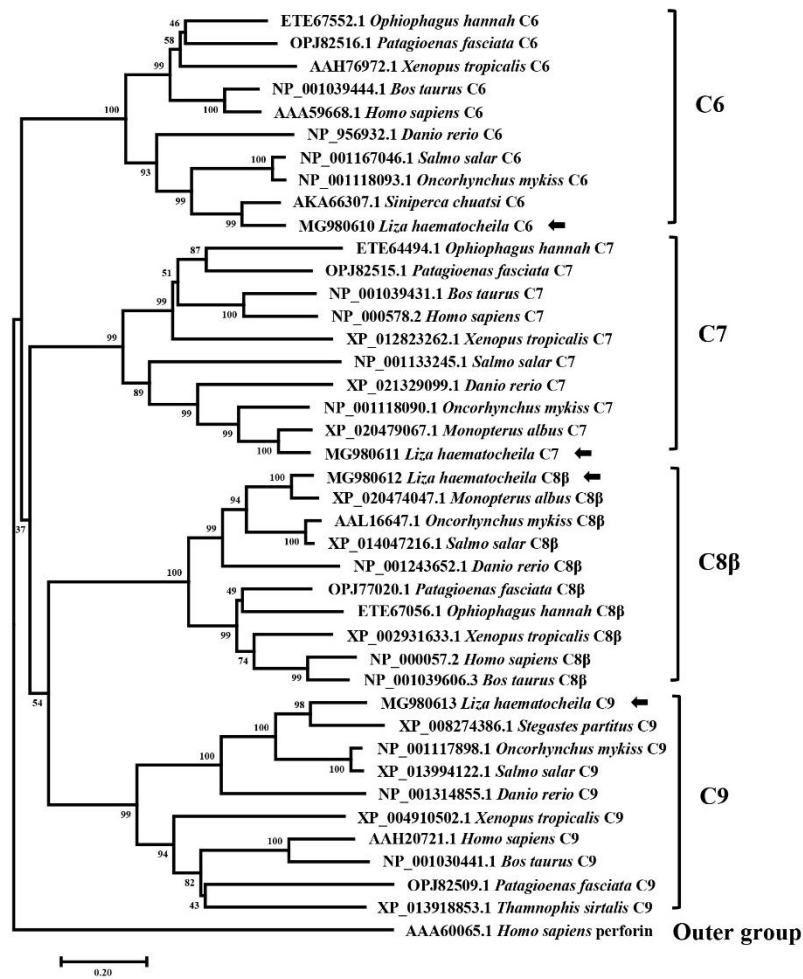 46 ETE67552.1 Ophiophagus hannah C6
58 OPJ82516.1 Patagioenas fasciata C6
AAH76972.1 Xenopus tropicalis C6
99 NP_001039444.1 Bos taurus C6
100 AAA59668.1 Homo sapiens C6
C6
100 NP_956932.1 Danio rerio C6
93 100 NP_001167046.1 Salmo salar C6
NP_001118093.1 Oncorhynchus mykiss C6
99 AKA66307.1 Siniperca chuatsi C6
99 MG980610 Liza haematocheila C6
87 ETE64494.1 Ophiophagus hannah C7
51 OPJ82515.1 Patagioenas fasciata C7
NP_001039431.1 Bos taurus C7
99 100 NP_000578.2 Homo sapiens C7
XP_012823262.1 Xenopus tropicalis C7
C7
99 NP_001133245.1 Salmo salar C7
89 XP_021329099.1 Danio rerio C7
99 NP_001118090.1 Oncorhynchus mykiss C7
99 XP_020479067.1 Monopterus albus C7
100 MG980611 Liza haematocheila C7
100 MG980612 Liza haematocheila C8β
94 XP_020474047.1 Monopterus albus C8β
99 AAL16647.1 Oncorhynchus mykiss C8β
37 100 XP_014047216.1 Salmo salar C8β
NP_001243652.1 Danio rerio C8β
C8β
100 49 OPJ77020.1 Patagioenas fasciata C8β
ETE67056.1 Ophiophagus hannah C8β
99 XP_002931633.1 Xenopus tropicalis C8β
74 NP_000057.2 Homo sapiens C8β
99 NP_001039606.3 Bos taurus C8β
54 98 MG980613 Liza haematocheila C9
100 XP_008274386.1 Stegastes partitus C9
NP_001117898.1 Oncorhynchus mykiss C9
100 100 XP_013994122.1 Salmo salar C9
NP_001314855.1 Danio rerio C9
C9
99 XP_004910502.1 Xenopus tropicalis C9
100 AAH20721.1 Homo sapiens C9
94 NP_001030441.1 Bos taurus C9
82 OPJ82509.1 Patagioenas fasciata C9
43 XP_013918853.1 Thamnophis sirtalis C9
AAA60065.1 Homo sapiens perforin Outer group
0.20